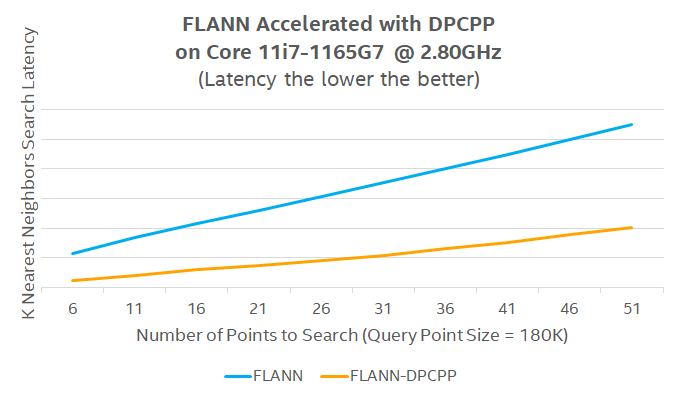 FLANN Accelerated with DPCPP
on Core 11i7-1165G7 @ 2.80GHz
(Latency the lower the better)
K Nearest Neighbors Search Latency
6 11 16 21 26 31 36 41 46 51
Number of Points to Search (Query Point Size = 180K)
FLANN FLANN-DPCPP